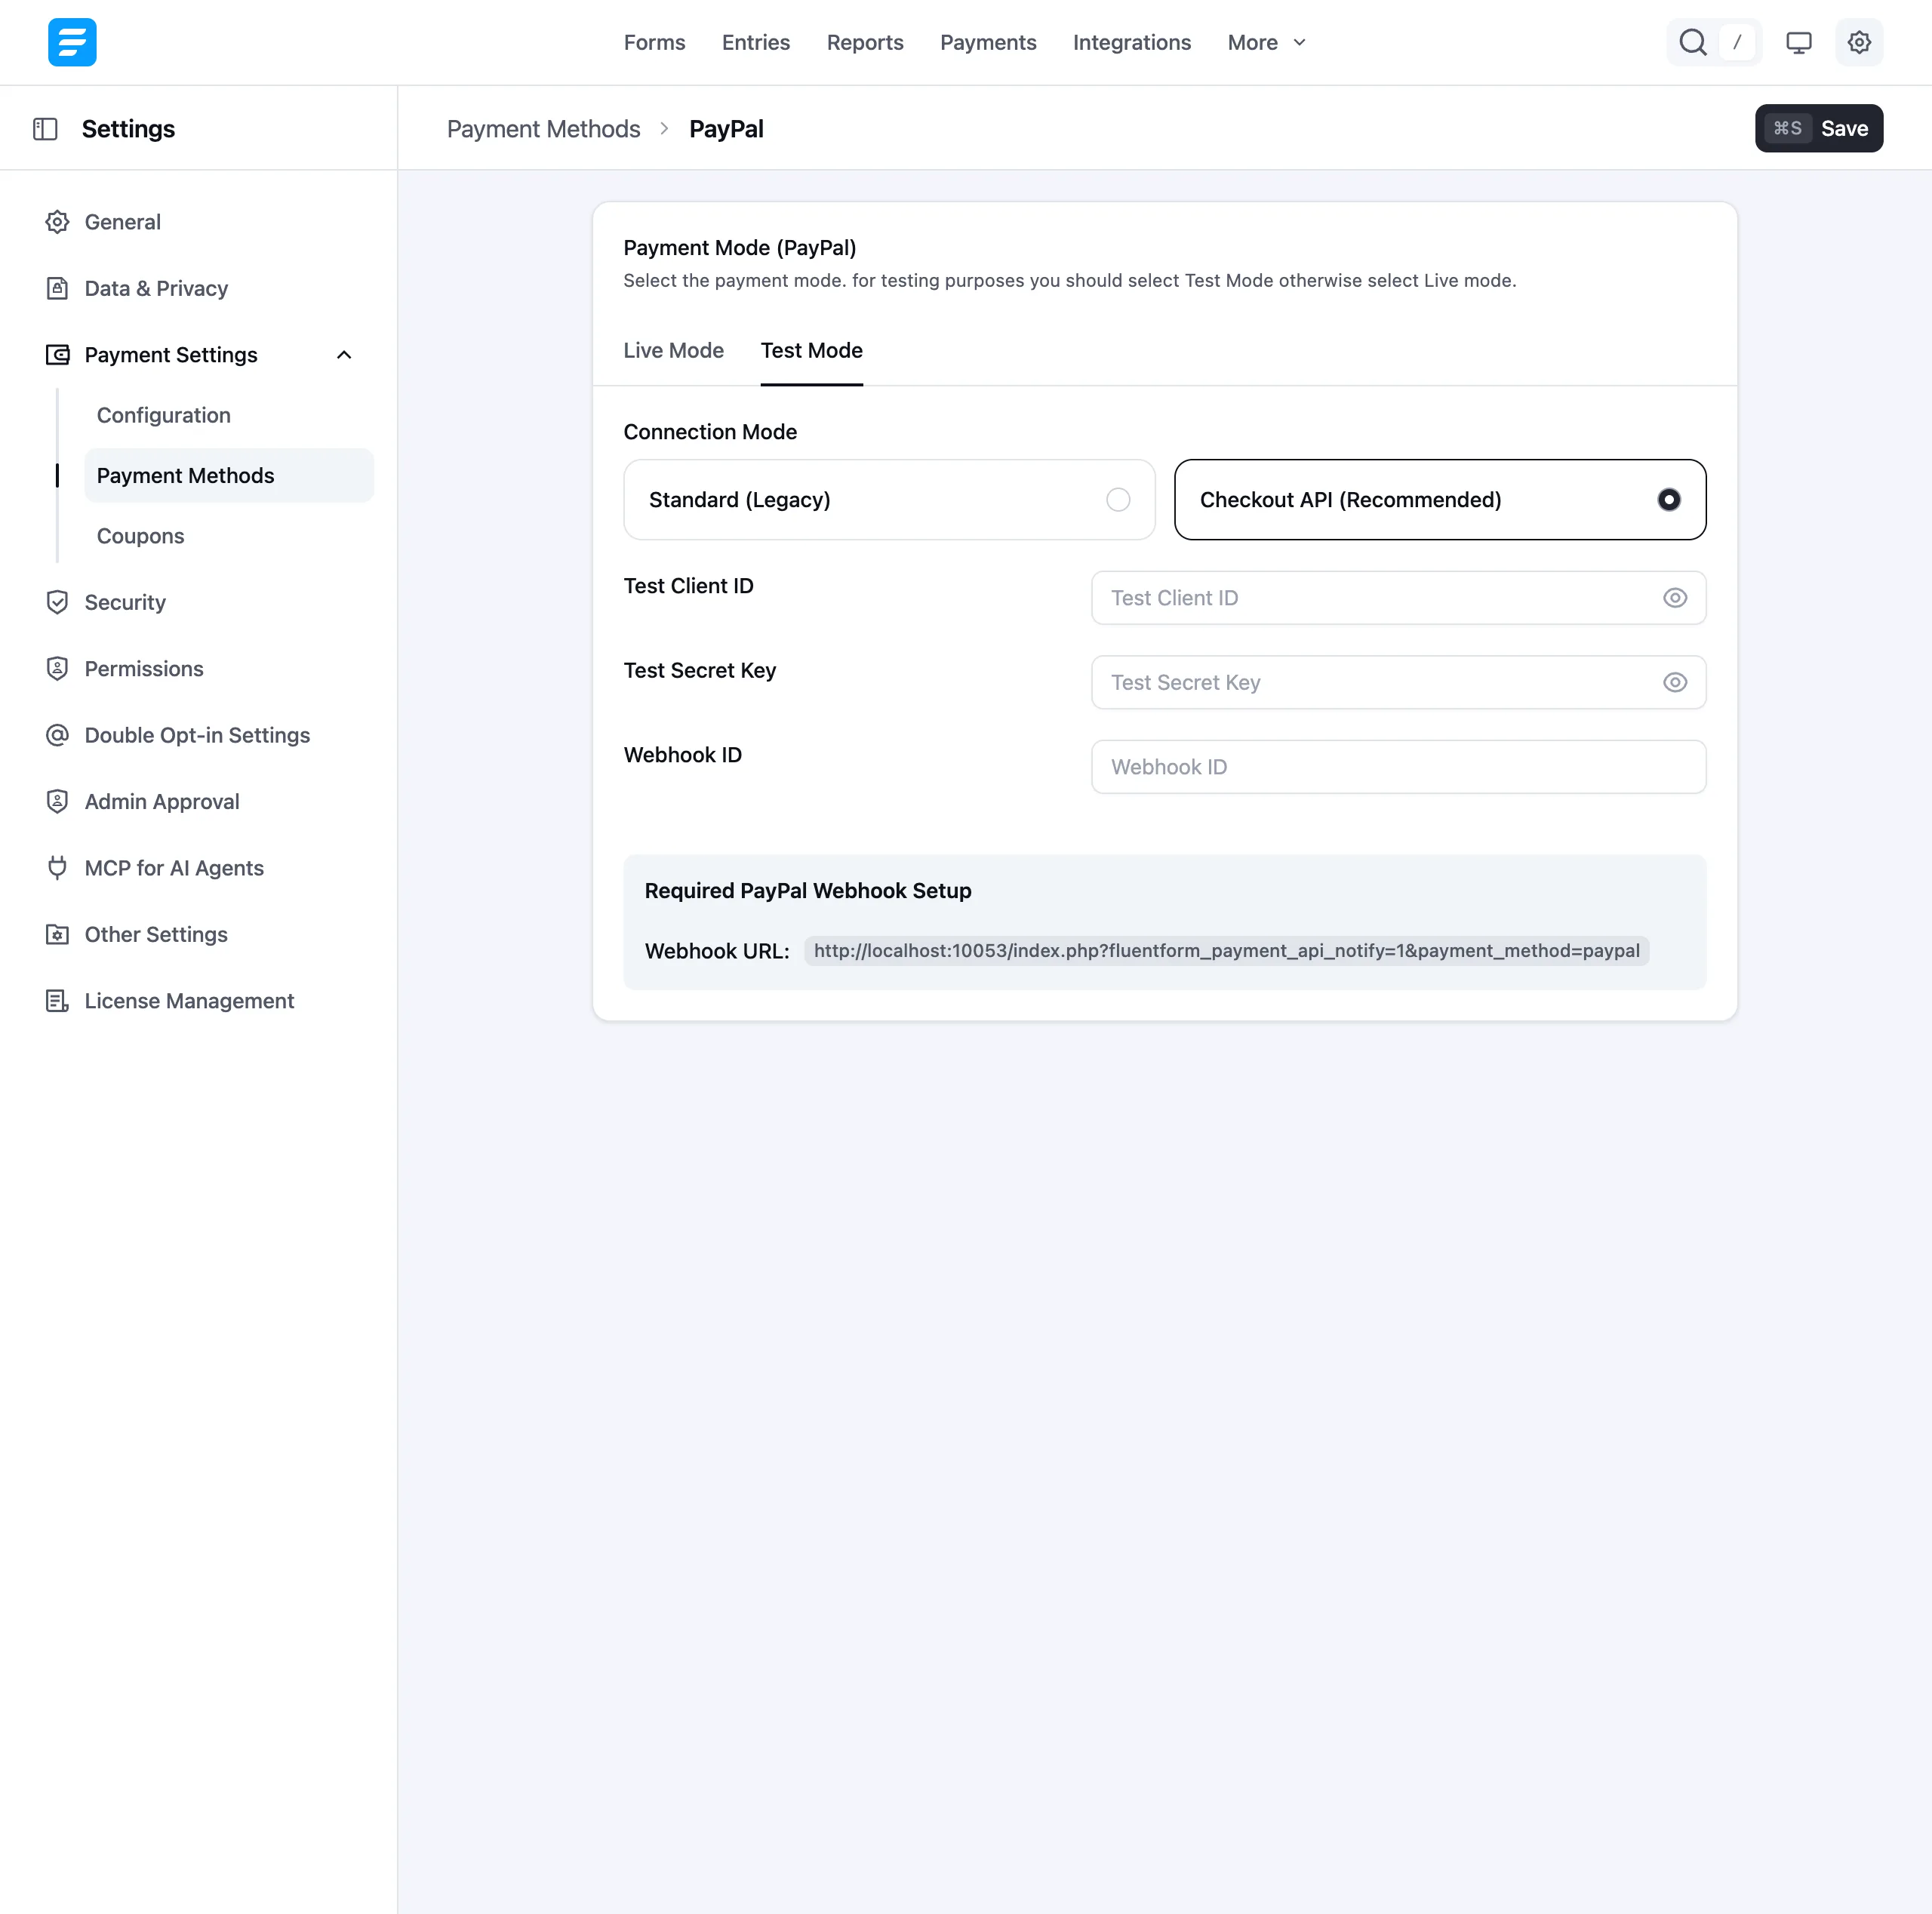 Forms
Entries
Reports
Payments
Integrations
More
/
Settings
Payment Methods > PayPal
⌘S Save
General
Data & Privacy
Payment Settings
Configuration
Payment Methods
Coupons
Security
Permissions
Double Opt-in Settings
Admin Approval
MCP for AI Agents
Other Settings
License Management
Payment Mode (PayPal)
Select the payment mode. for testing purposes you should select Test Mode otherwise select Live mode.
Live Mode
Test Mode
Connection Mode
Standard (Legacy)
Checkout API (Recommended)
Test Client ID
Test Client ID
Test Secret Key
Test Secret Key
Webhook ID
Webhook ID
Required PayPal Webhook Setup
Webhook URL: http://localhost:10053/index.php?fluentform_payment_api_notify=1&payment_method=paypal